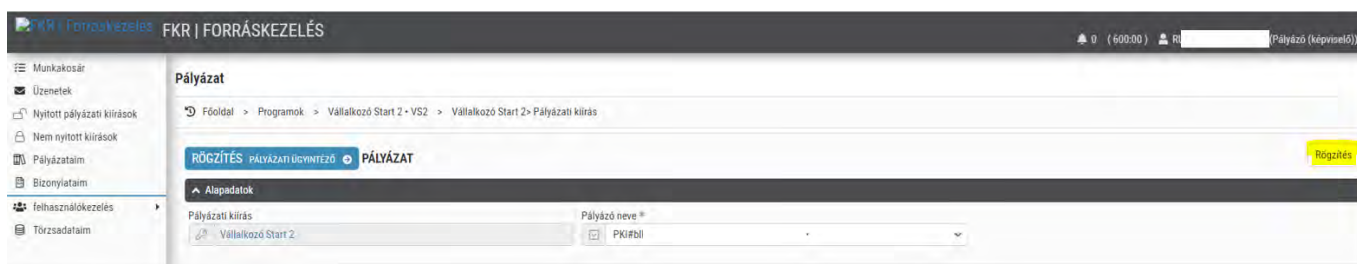 FKR | Forráskezelés FKR | FORRÁSKEZELÉS
0 (600:00) (Pályázó (képviselő))
Munkakosár
Üzenetek
Nyitott pályázati kiírások
Nem nyitott kiírások
Pályázataim
Bizonylataim
felhasználókezelés
Törzsadataim
Pályázat
Főoldal > Programok > Vállalkozó Start 2 • VS2 > Vállalkozó Start 2> Pályázati kiírás
RÖGZÍTÉS PÁLYÁZATI ÜGYINTÉZŐ PÁLYÁZAT
Rögzítés
Alapadatok
Pályázati kiírás
Vállalkozó Start 2
Pályázó neve *
PKI#bll